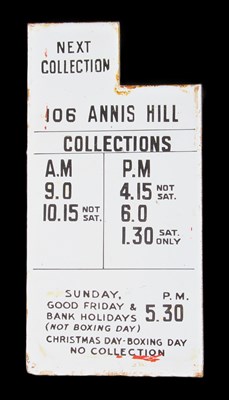 NEXT
COLLECTION
106 ANNIS HILL
COLLECTIONS
A.M
9.0
10.15 NOT SAT.
P.M
4.15 NOT SAT.
6.0
1.30 SAT. ONLY
SUNDAY,
GOOD FRIDAY &
BANK HOLIDAYS
(NOT BOXING DAY)
P.M.
5.30
CHRISTMAS DAY-BOXING DAY
NO COLLECTION